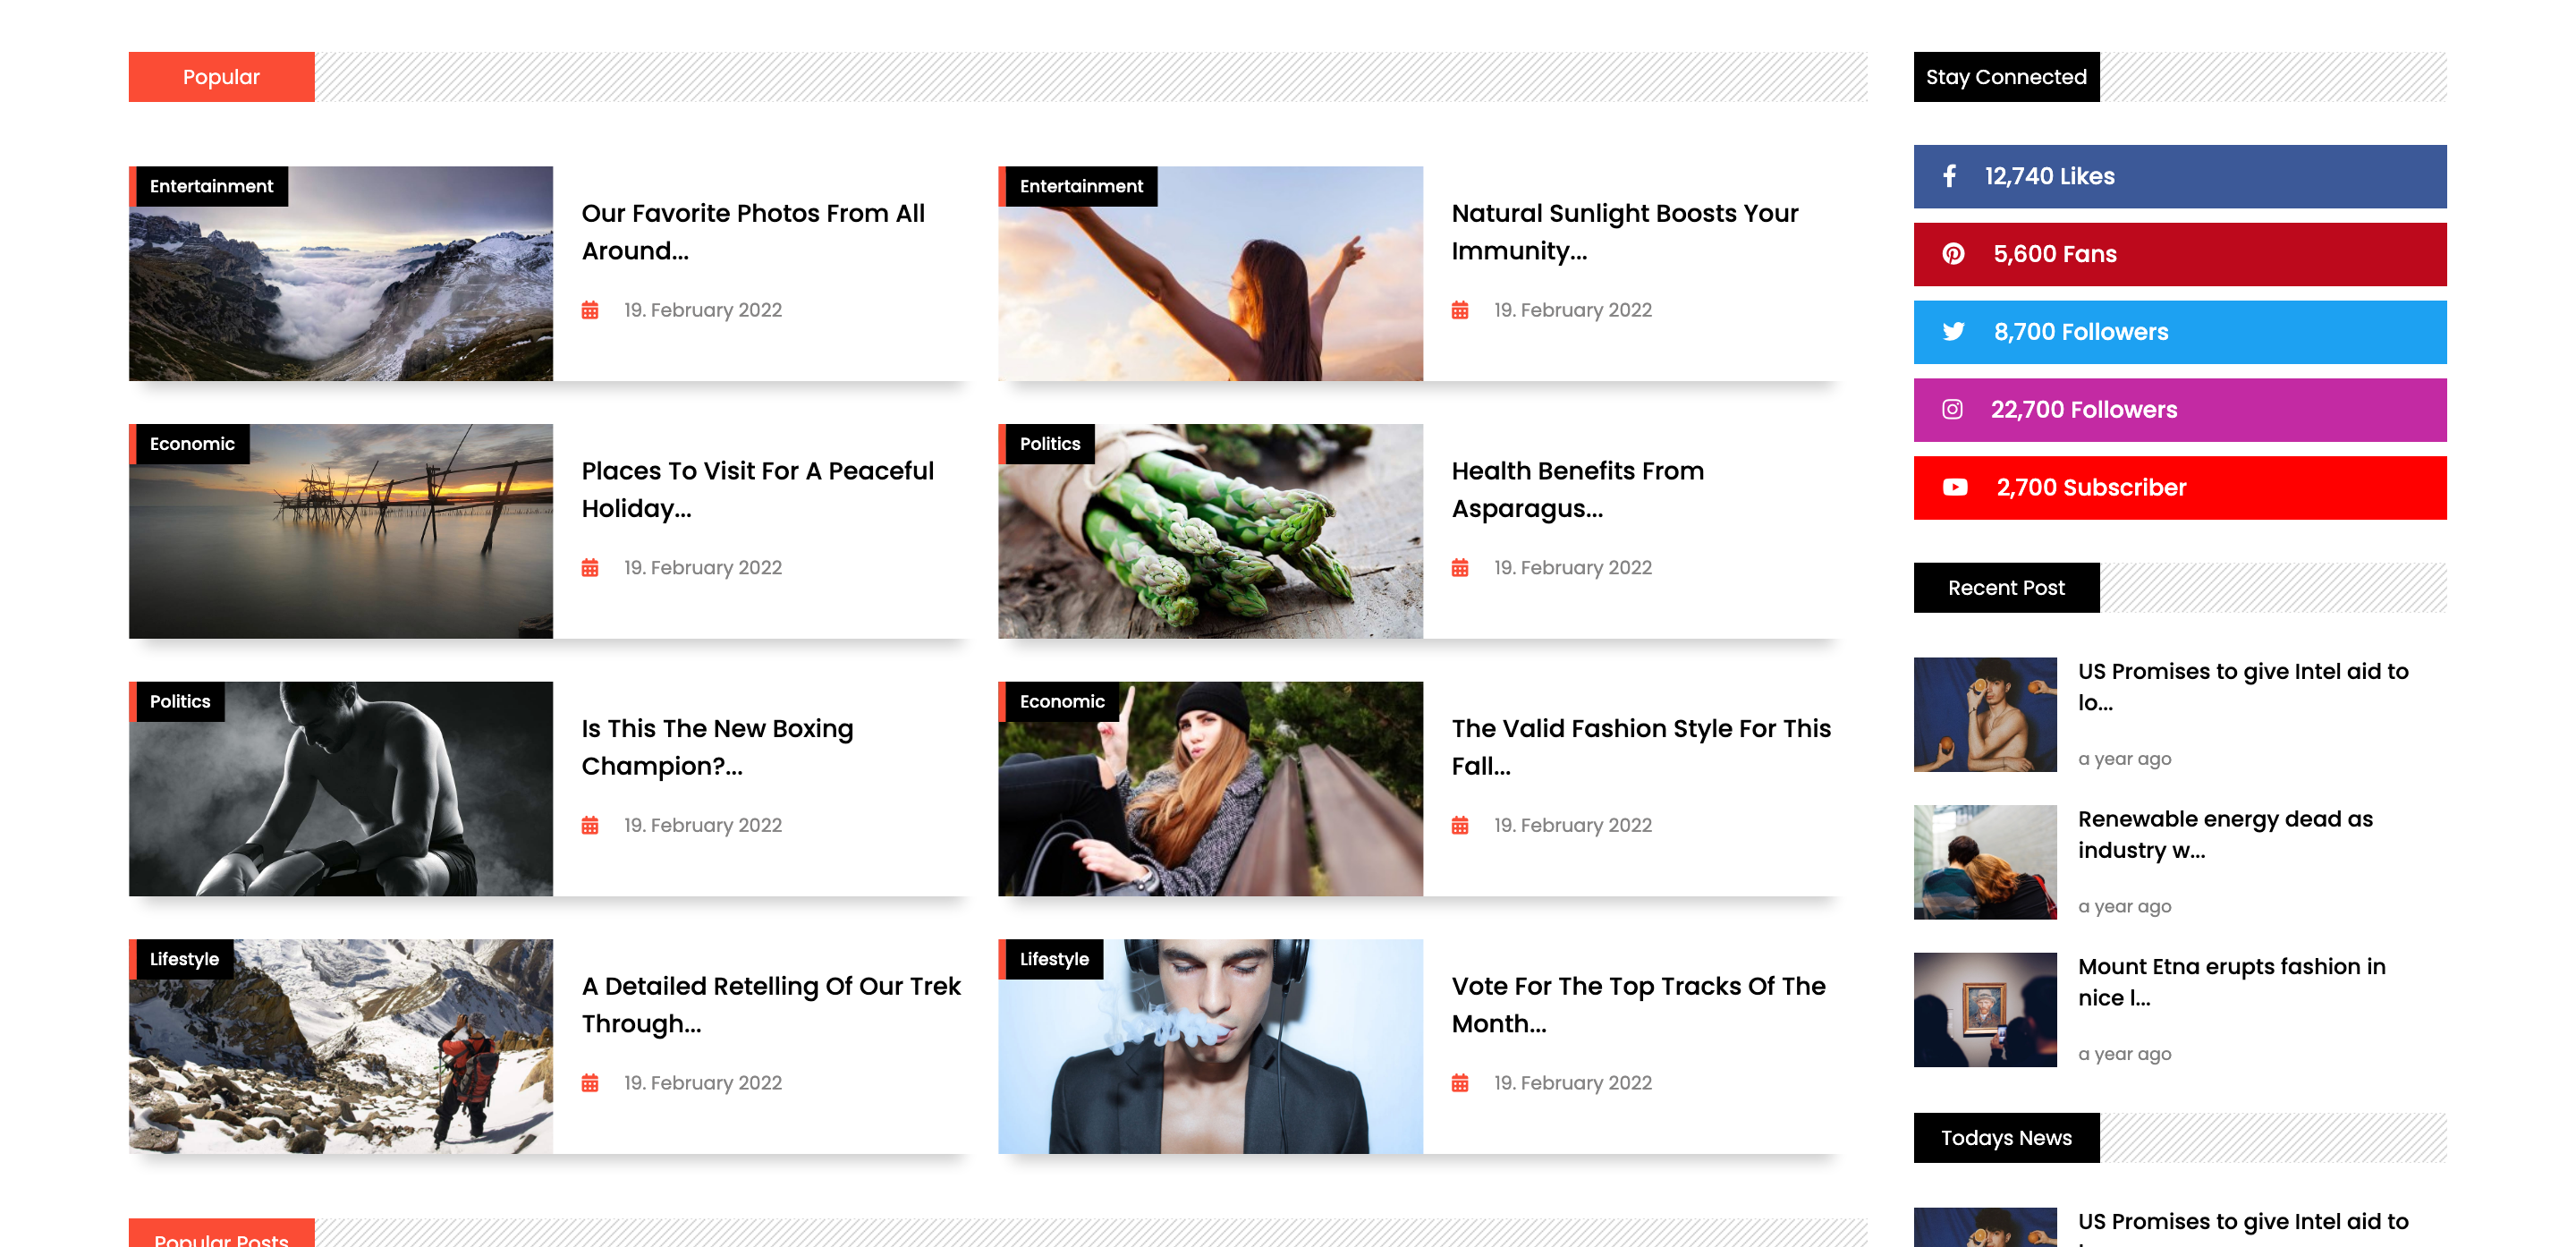 Popular
Entertainment
Our Favorite Photos From All
Around...
19. February 2022
Entertainment
Natural Sunlight Boosts Your
Immunity...
19. February 2022
Economic
Places To Visit For A Peaceful
Holiday...
19. February 2022
Politics
Health Benefits From
Asparagus...
19. February 2022
Politics
Is This The New Boxing
Champion?...
19. February 2022
Economic
The Valid Fashion Style For This
Fall...
19. February 2022
Lifestyle
A Detailed Retelling Of Our Trek
Through...
19. February 2022
Lifestyle
Vote For The Top Tracks Of The
Month...
19. February 2022
Popular Posts
Stay Connected
12,740 Likes
5,600 Fans
8,700 Followers
22,700 Followers
2,700 Subscriber
Recent Post
US Promises to give Intel aid to
lo...
a year ago
Renewable energy dead as
industry w...
a year ago
Mount Etna erupts fashion in
nice l...
a year ago
Todays News
US Promises to give Intel aid to